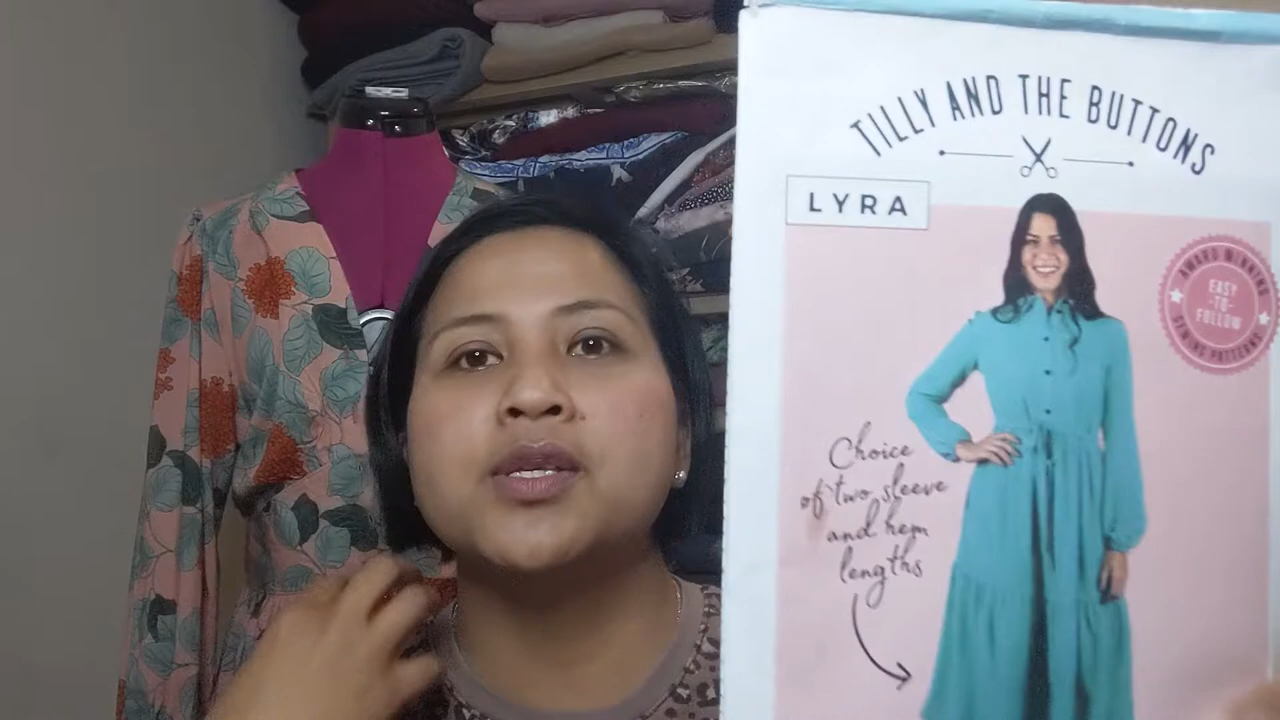 TILLY AND THE BUTTONS
LYRA
AWARD WINNING
EASY
-TO-
FOLLOW
SEWING PATTERNS
Choice
of two sleeve
and hem
lengths